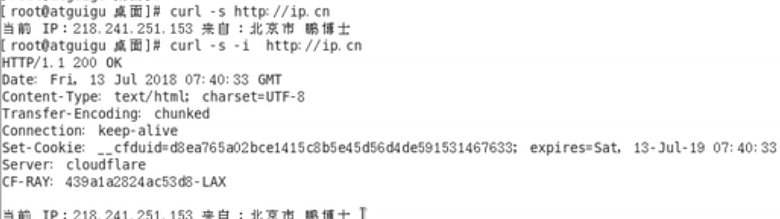 [root@atguigu 桌面]# curl -s http://ip.cn
当前 IP：218.241.251.153 来自：北京市 鹏博士
[root@atguigu 桌面]# curl -s -i  http://ip.cn
HTTP/1.1 200 OK
Date: Fri, 13 Jul 2018 07:40:33 GMT
Content-Type: text/html; charset=UTF-8
Transfer-Encoding: chunked
Connection: keep-alive
Set-Cookie: __cfduid=d8ea765a02bce1415c8b5e45d56d4de591531467633; expires=Sat, 13-Jul-19 07:40:33
Server: cloudflare
CF-RAY: 439a1a2824ac53d8-LAX
当前 IP：218.241.251.153 来自：北京市 鹏博士